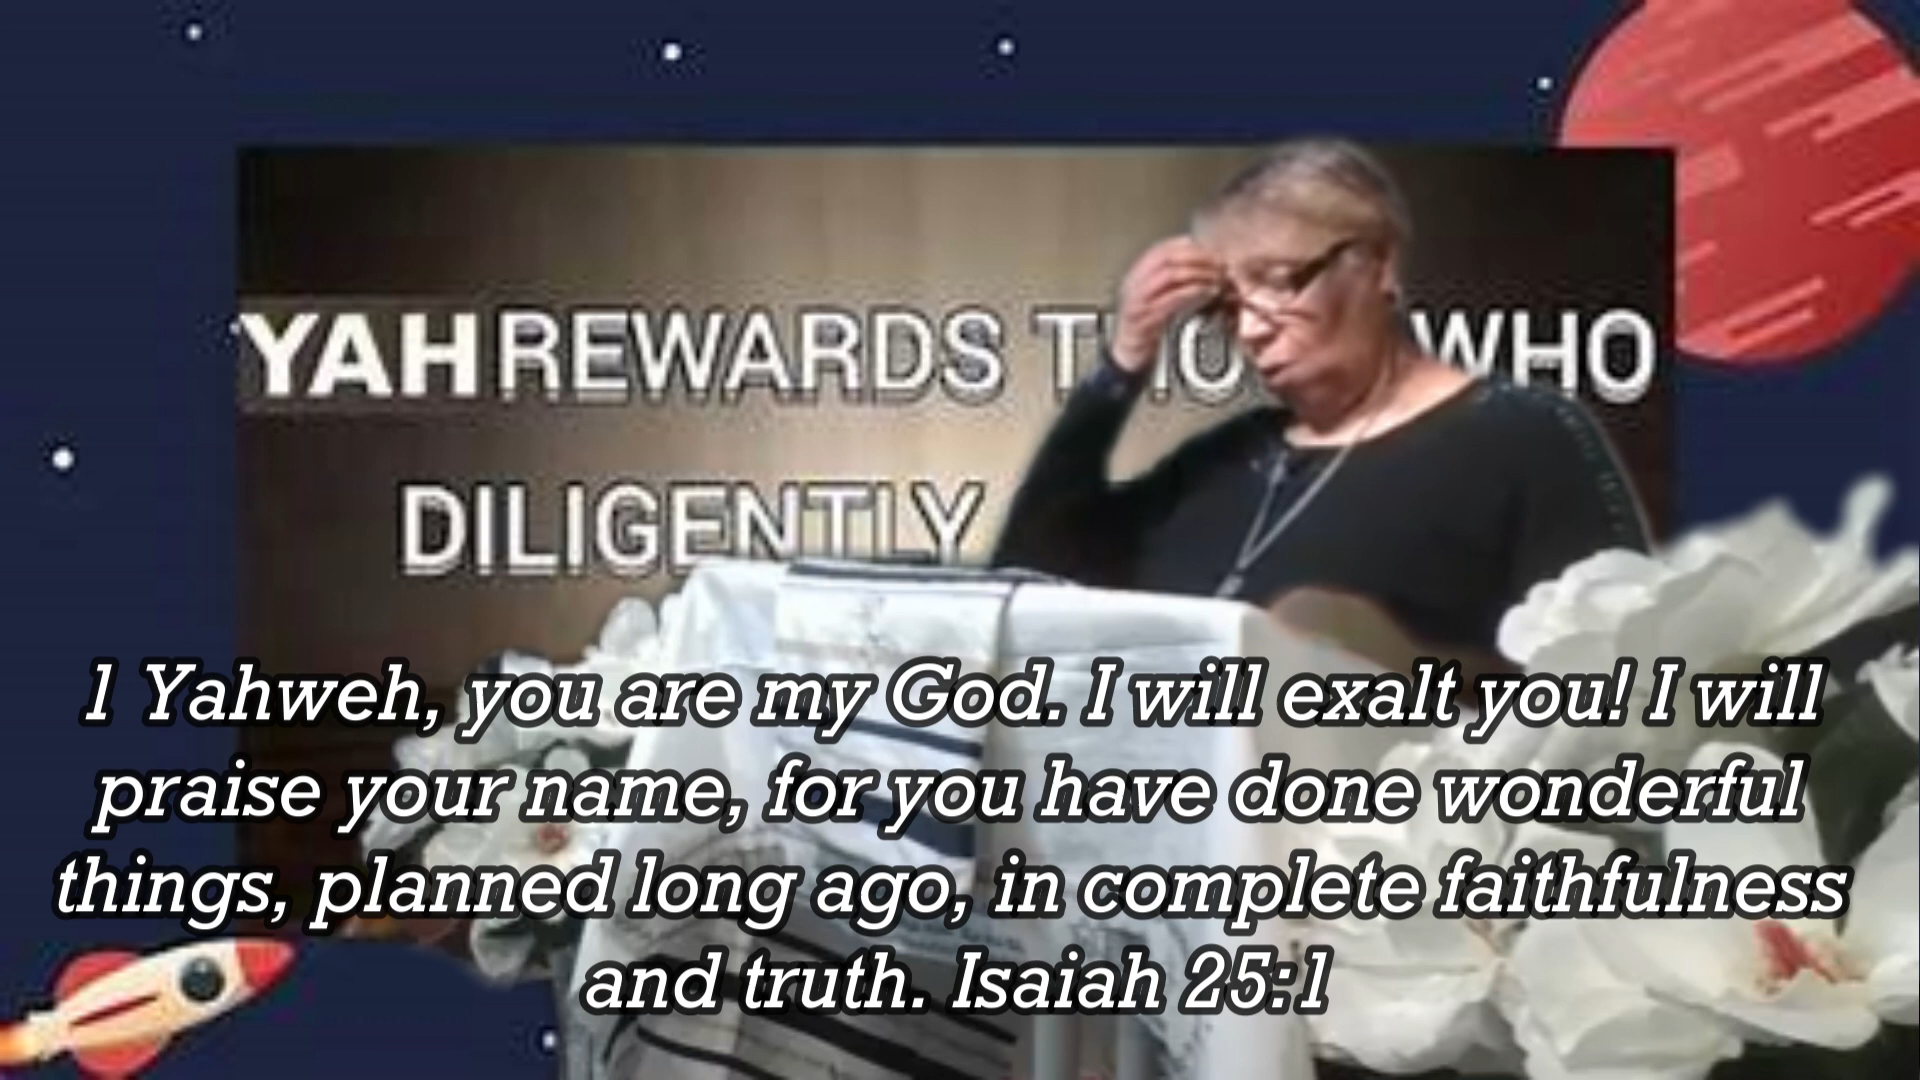 YAH REWARDS WHO
DILIGENTLY
1 Yahweh, you are my God. I will exalt you! I will
praise your name, for you have done wonderful
things, planned long ago, in complete faithfulness
and truth. Isaiah 25:1